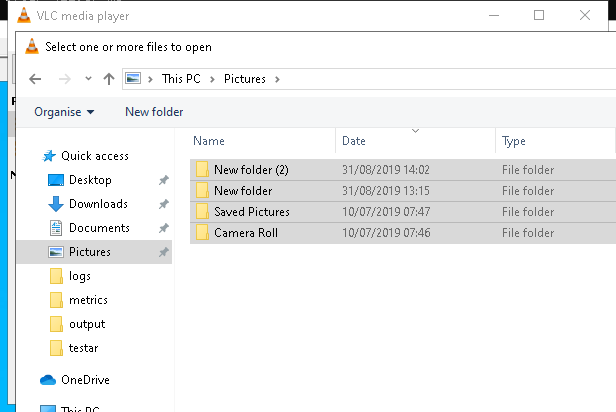 VLC media player
Select one or more files to open
This PC > Pictures >
Organise New folder
Name Date Type
Quick access
Desktop
Downloads
Documents
Pictures
logs
metrics
output
testar
OneDrive
This PC
New folder (2) 31/08/2019 14:02 File folder
New folder 31/08/2019 13:15 File folder
Saved Pictures 10/07/2019 07:47 File folder
Camera Roll 10/07/2019 07:46 File folder